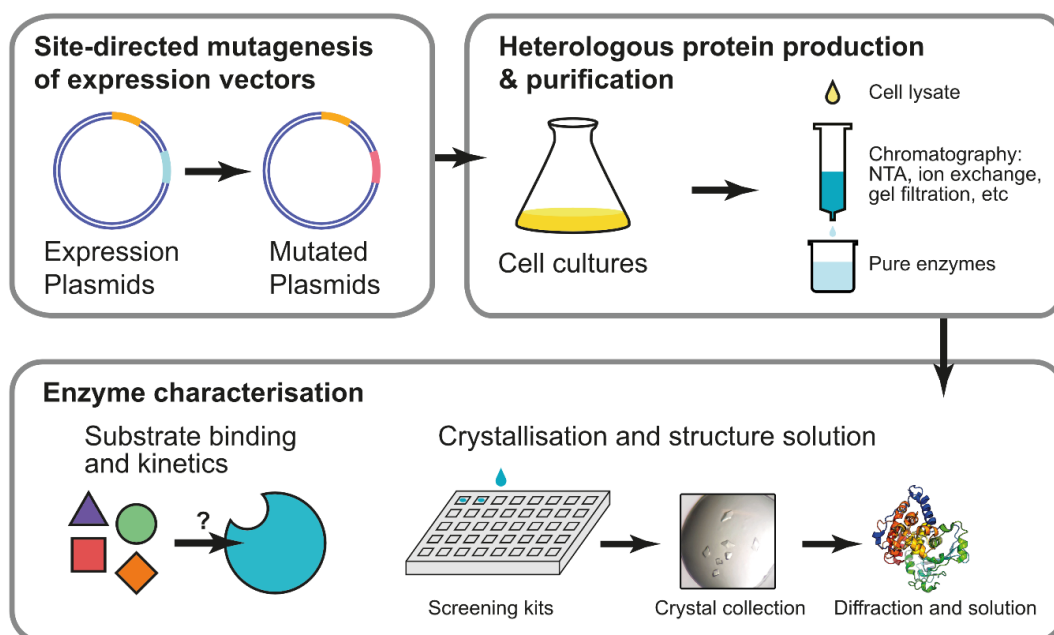 Site-directed mutagenesis
of expression vectors
Expression
Plasmids
Mutated
Plasmids
Heterologous protein production
& purification
Cell cultures
Cell lysate
Chromatography:
NTA, ion exchange,
gel filtration, etc
Pure enzymes
Enzyme characterisation
Substrate binding
and kinetics
?
Crystallisation and structure solution
Screening kits
Crystal collection
Diffraction and solution